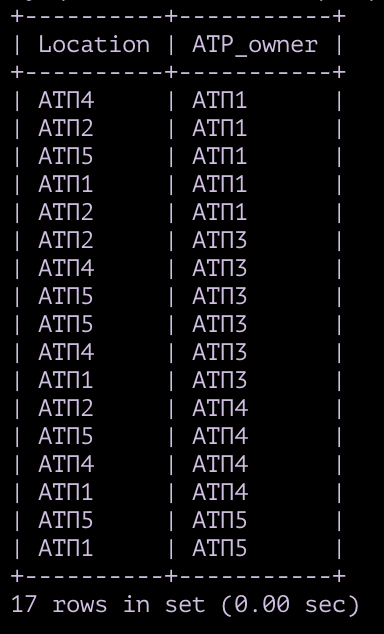 +----------+-----------+
| Location | ATP_owner |
+----------+-----------+
| АТП4     | АТП1      |
| АТП2     | АТП1      |
| АТП5     | АТП1      |
| АТП1     | АТП1      |
| АТП2     | АТП1      |
| АТП2     | АТП3      |
| АТП4     | АТП3      |
| АТП5     | АТП3      |
| АТП5     | АТП3      |
| АТП4     | АТП3      |
| АТП1     | АТП3      |
| АТП2     | АТП4      |
| АТП5     | АТП4      |
| АТП4     | АТП4      |
| АТП1     | АТП4      |
| АТП5     | АТП5      |
| АТП1     | АТП5      |
+----------+-----------+
17 rows in set (0.00 sec)